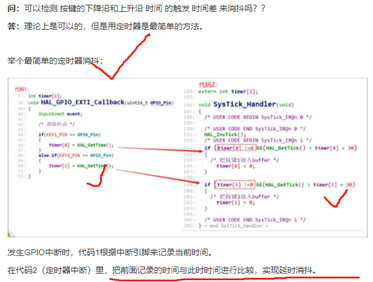 问：可以检测 按键的下降沿和上升沿 时间 的触发 时间差 来消抖吗？？
答：理论上是可以的，但是用定时器是最简单的方法。
举个最简单的定时器消抖：
代码1:
int timer[2];
void HAL_GPIO_EXTI_Callback(uint16_t GPIO_Pin)
{
InputEvent event;
if(KEY1_PIN == GPIO_Pin)
{
timer[0] = KAL_GetTime();
}
else if(KEY2_PIN == GPIO_Pin)
{
timer[1] = KAL_GetTime();
}
}
代码2:
extern int timer[2];
void SysTick_Handler(void)
{
/* USER CODE BEGIN SysTick_IRQn 0 */
/* USER CODE END SysTick_IRQn 0 */
HAL_IncTick();
/* USER CODE BEGIN SysTick_IRQn 1 */
if (timer[0] != 0 && (HAL_GetTick() > timer[0] + 30)
{
/* 把按键1放入buffer */
timer[0] = 0;
}
if (timer[1] != 0 && (HAL_GetTick() > timer[1] + 30)
{
/* 把按键2放入buffer */
timer[1] = 0;
}
/* USER CODE END SysTick_IRQn 1 */
} « end SysTick_Handler »
发生GPIO中断时，代码1根据中断引脚来记录当前时间。
在代码2（定时器中断）里，把前面记录的时间与此时时间进行比较，实现延时消抖。